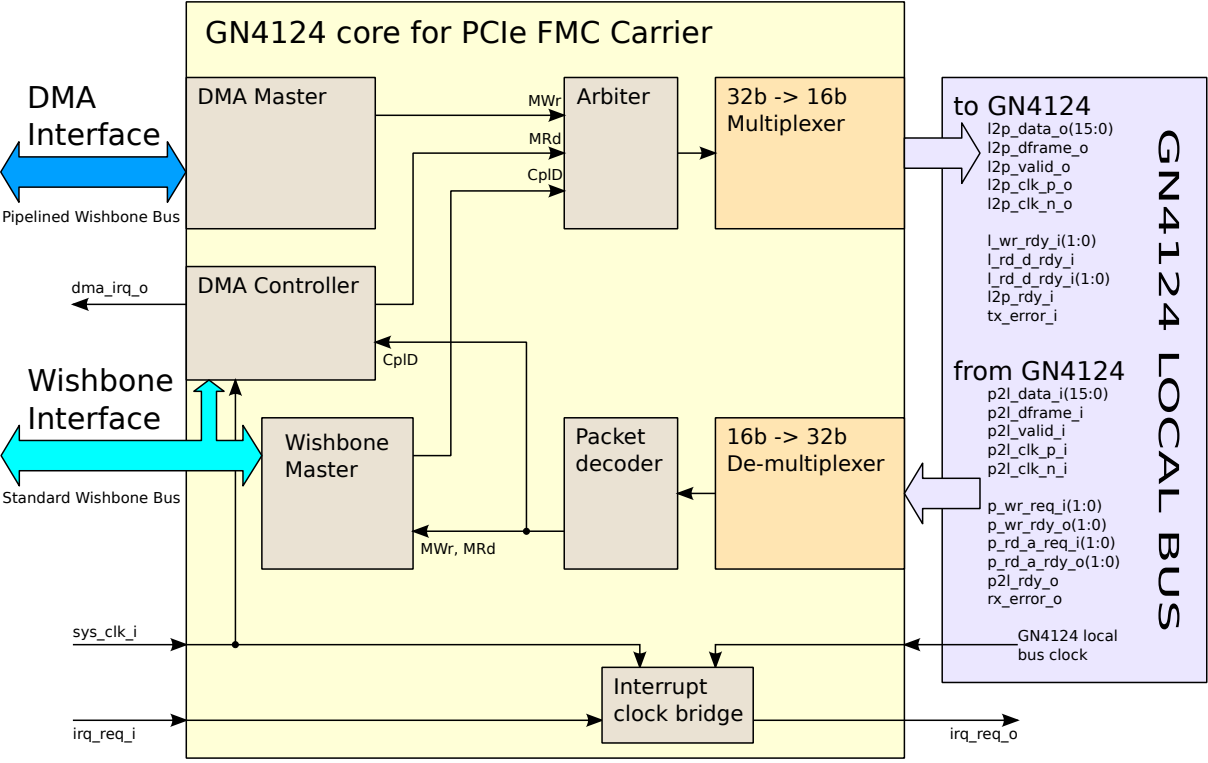 GN4124 core for PCIe FMC Carrier
DMA
Interface
Pipelined Wishbone Bus
DMA Master
MWr
MRd
CplD
Arbiter
32b -> 16b
Multiplexer
to GN4124
l2p_data_o(15:0)
l2p_dframe_o
l2p_valid_o
l2p_clk_p_o
l2p_clk_n_o
l_wr_rdy_i(1:0)
l_rd_d_rdy_i
l_rd_d_rdy_i(1:0)
l2p_rdy_i
tx_error_i
GN4124 LOCAL BUS
dma_irq_o
DMA Controller
CplD
Wishbone
Interface
Standard Wishbone Bus
Wishbone
Master
MWr, MRd
Packet
decoder
16b -> 32b
De-multiplexer
from GN4124
p2l_data_i(15:0)
p2l_dframe_i
p2l_valid_i
p2l_clk_p_i
p2l_clk_n_i
p_wr_req_i(1:0)
p_wr_rdy_o(1:0)
p_rd_a_req_i(1:0)
p_rd_a_rdy_o(1:0)
p2l_rdy_o
rx_error_o
sys_clk_i
GN4124 local
bus clock
Interrupt
clock bridge
irq_req_i
irq_req_o